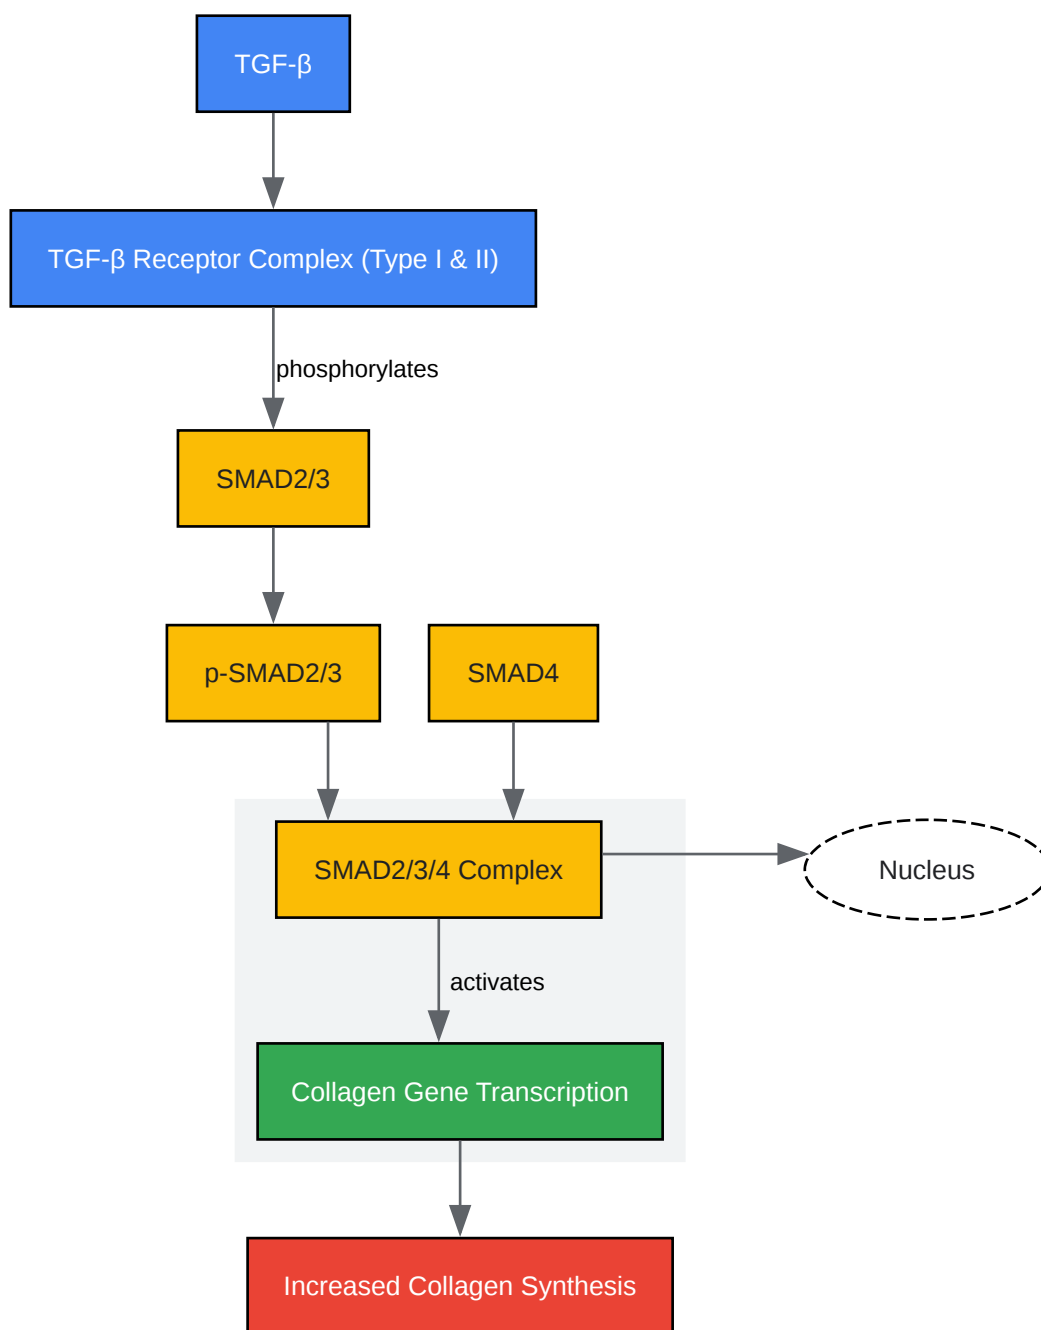 TGF-β
TGF-β Receptor Complex (Type I & II)
phosphorylates
SMAD2/3
p-SMAD2/3
SMAD4
SMAD2/3/4 Complex
Nucleus
activates
Collagen Gene Transcription
Increased Collagen Synthesis